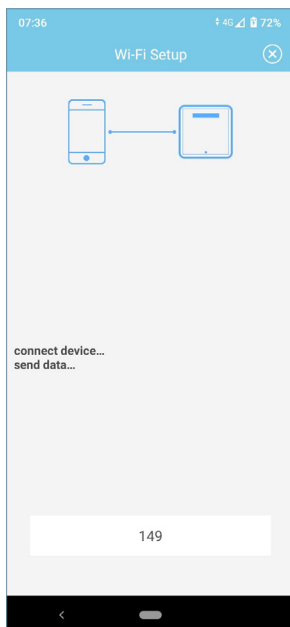 07:36 4G 72%
Wi-Fi Setup
connect device...
send data...
149